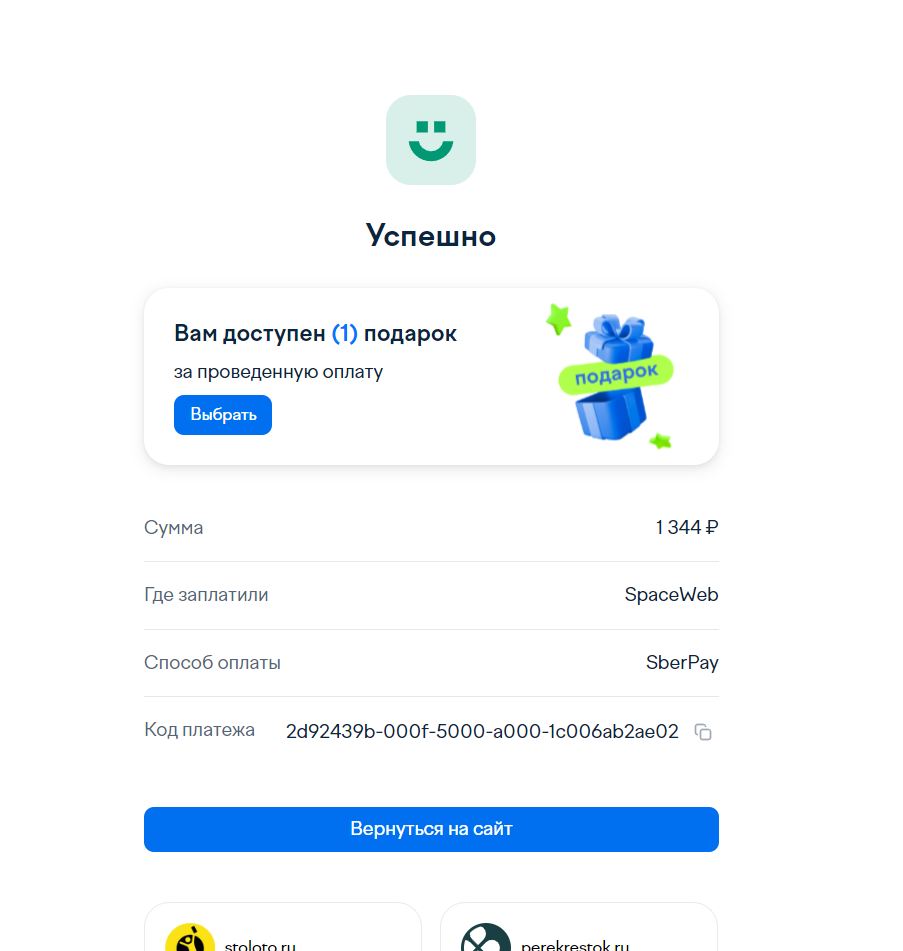 Успешно
Вам доступен (1) подарок
за проведенную оплату
Выбрать
подарок
Сумма 1 344 ₽
Где заплатили SpaceWeb
Способ оплаты SberPay
Код платежа 2d92439b-000f-5000-a000-1c006ab2ae02
Вернуться на сайт
stoloto.ru perekrestok.ru